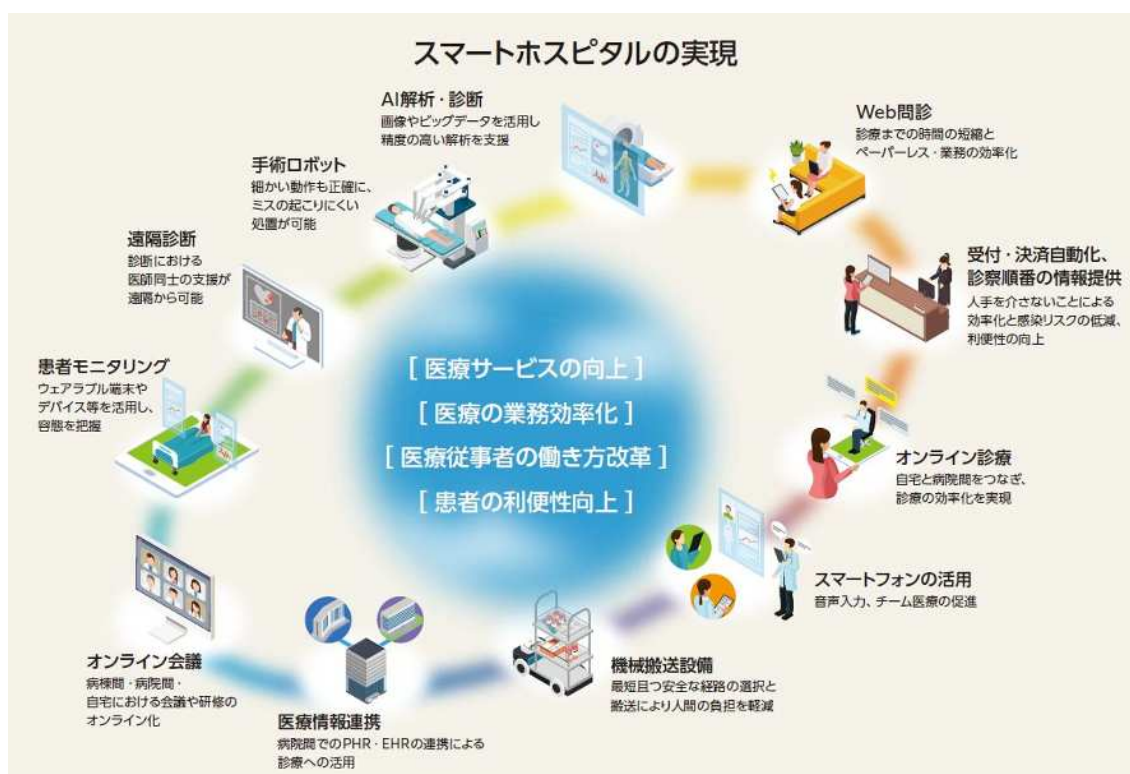 スマートホスピタルの実現
AI解析・診断
画像やビッグデータを活用し
精度の高い解析を支援
Web問診
診療までの時間の短縮と
ペーパーレス・業務の効率化
手術ロボット
細かい動作も正確に、
ミスの起こりにくい
処置が可能
遠隔診断
診断における
医師同士の支援が
遠隔から可能
受付・決済自動化、
診察順番の情報提供
人手を介さないことによる
効率化と感染リスクの低減、
利便性の向上
患者モニタリング
ウェアラブル端末や
デバイス等を活用し、
容態を把握
[ 医療サービスの向上 ]
[ 医療の業務効率化 ]
[ 医療従事者の働き方改革 ]
[ 患者の利便性向上 ]
オンライン診療
自宅と病院間をつなぎ、
診療の効率化を実現
スマートフォンの活用
音声入力、チーム医療の促進
オンライン会議
病棟間・病院間・
自宅における会議や研修の
オンライン化
医療情報連携
病院間でのPHR・EHRの連携による
診療への活用
機械搬送設備
最短且つ安全な経路の選択と
搬送により人間の負担を軽減